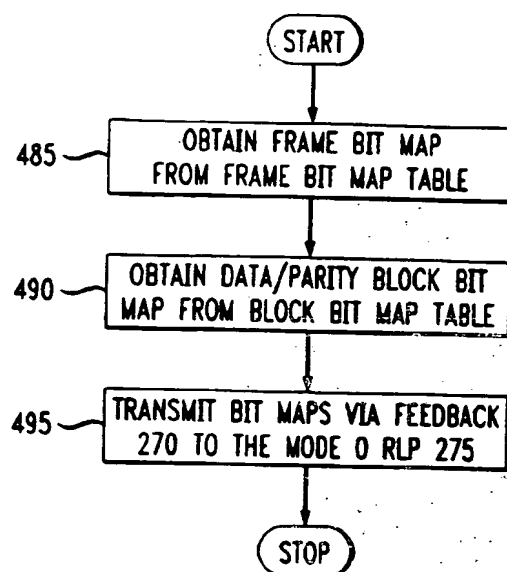 START
485
OBTAIN FRAME BIT MAP
FROM FRAME BIT MAP TABLE
490
OBTAIN DATA/PARITY BLOCK BIT
MAP FROM BLOCK BIT MAP TABLE
495
TRANSMIT BIT MAPS VIA FEEDBACK
270 TO THE MODE 0 RLP 275
STOP